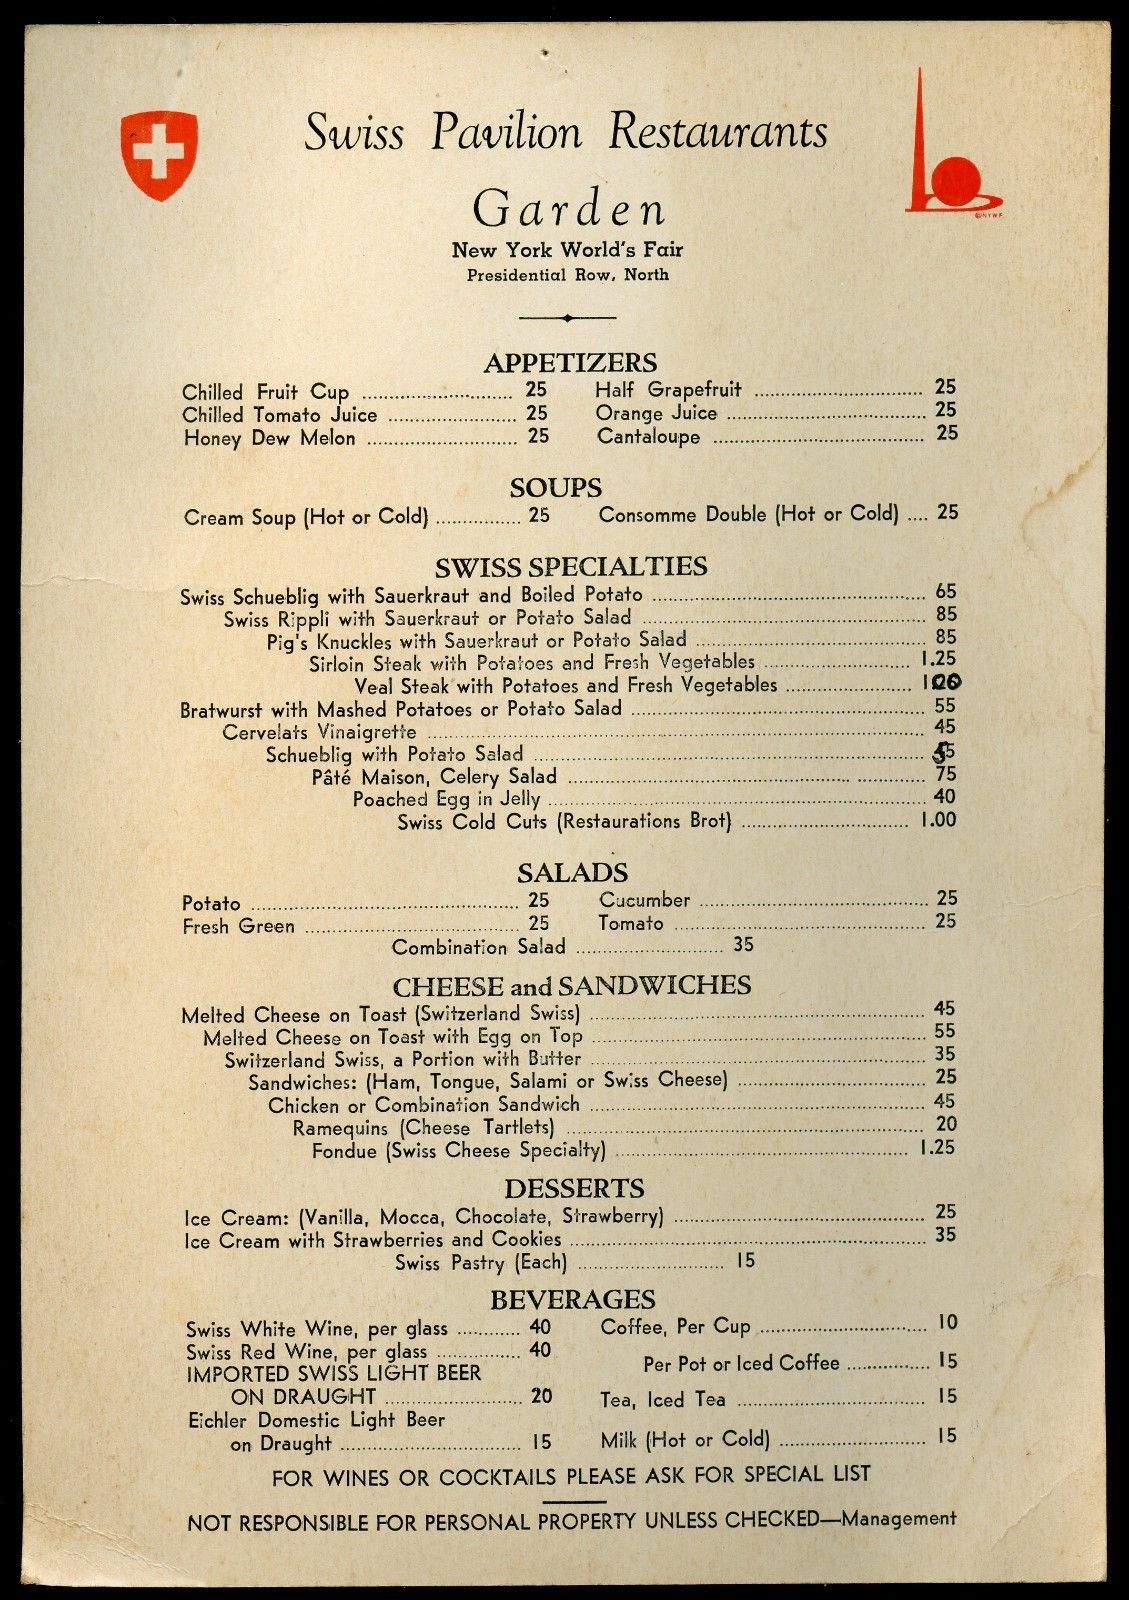 Swiss Pavilion Restaurants
Garden
New York World's Fair
Presidential Row, North
©NYWF
APPETIZERS
Chilled Fruit Cup ........................ 25 Half Grapefruit ................................ 25
Chilled Tomato Juice ..................... 25 Orange Juice ..................................... 25
Honey Dew Melon ......................... 25 Cantaloupe ....................................... 25
SOUPS
Cream Soup (Hot or Cold) ............... 25 Consomme Double (Hot or Cold) .... 25
SWISS SPECIALTIES
Swiss Schueblig with Sauerkraut and Boiled Potato ................................ 65
Swiss Rippli with Sauerkraut or Potato Salad ................................ 85
Pig's Knuckles with Sauerkraut or Potato Salad ................................ 85
Sirloin Steak with Potatoes and Fresh Vegetables ........................ 1.25
Veal Steak with Potatoes and Fresh Vegetables ........................ 1.00
Bratwurst with Mashed Potatoes or Potato Salad ................................ 55
Cervelats Vinaigrette ................................ 45
Schueblig with Potato Salad ................................ 55
Pâté Maison, Celery Salad ................................ 75
Poached Egg in Jelly ................................ 40
Swiss Cold Cuts (Restaurations Brot) ................................ 1.00
SALADS
Potato ................................ 25 Cucumber ................................ 25
Fresh Green ................................ 25 Tomato ................................ 25
Combination Salad ........................ 35
CHEESE and SANDWICHES
Melted Cheese on Toast (Switzerland Swiss) ................................ 45
Melted Cheese on Toast with Egg on Top ................................ 55
Switzerland Swiss, a Portion with Butter ................................ 35
Sandwiches: (Ham, Tongue, Salami or Swiss Cheese) ................................ 25
Chicken or Combination Sandwich ................................ 45
Ramequins (Cheese Tartlets) ................................ 20
Fondue (Swiss Cheese Specialty) ................................ 1.25
DESSERTS
Ice Cream: (Vanilla, Mocca, Chocolate, Strawberry) ................................ 25
Ice Cream with Strawberries and Cookies ................................ 35
Swiss Pastry (Each) ........................ 15
BEVERAGES
Swiss White Wine, per glass ........... 40 Coffee, Per Cup ............................ 10
Swiss Red Wine, per glass ............... 40
Per Pot or Iced Coffee ............... 15
IMPORTED SWISS LIGHT BEER
ON DRAUGHT ........................ 20 Tea, Iced Tea ................................ 15
Eichler Domestic Light Beer
on Draught ................................ 15 Milk (Hot or Cold) ........................ 15
FOR WINES OR COCKTAILS PLEASE ASK FOR SPECIAL LIST
NOT RESPONSIBLE FOR PERSONAL PROPERTY UNLESS CHECKED—Management